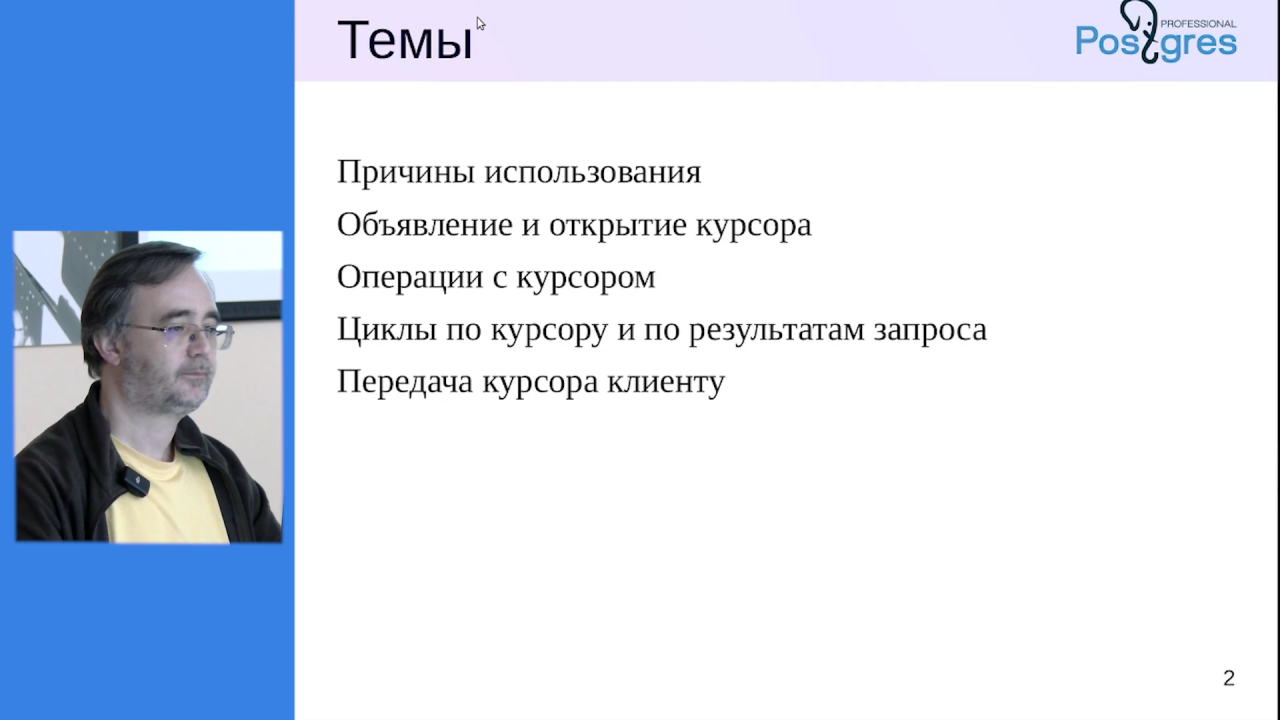 Темы
PROFESSIONAL
Postgres
Причины использования
Объявление и открытие курсора
Операции с курсором
Циклы по курсору и по результатам запроса
Передача курсора клиенту
2